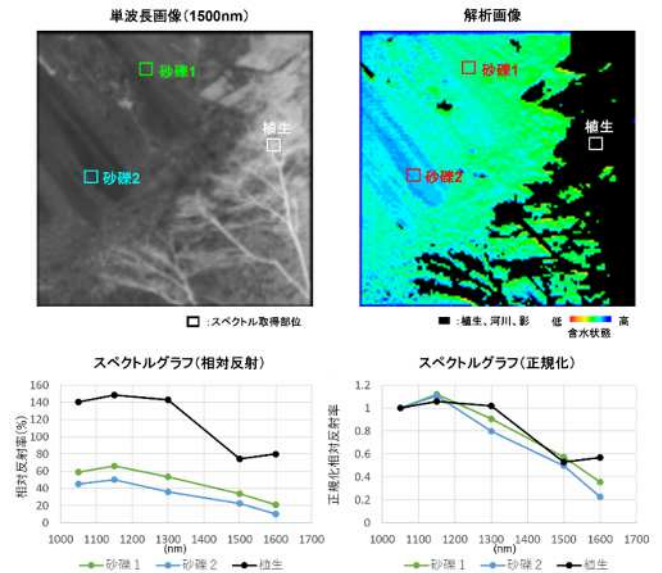 単波長画像(1500nm)
解析画像
砂礫1
植生
砂礫2
砂礫1
植生
砂礫2
:スペクトル取得部位
:植生、河川、影
低 高
含水状態
スペクトルグラフ(相対反射)
相対反射率(%)
160
140
120
100
80
60
40
20
0
1000 1100 1200 1300 1400 1500 1600 1700
(nm)
砂礫1 砂礫2 植生
スペクトルグラフ(正規化)
正規化相対反射率
1.2
1
0.8
0.6
0.4
0.2
0
1000 1100 1200 1300 1400 1500 1600 1700
(nm)
砂礫1 砂礫2 植生